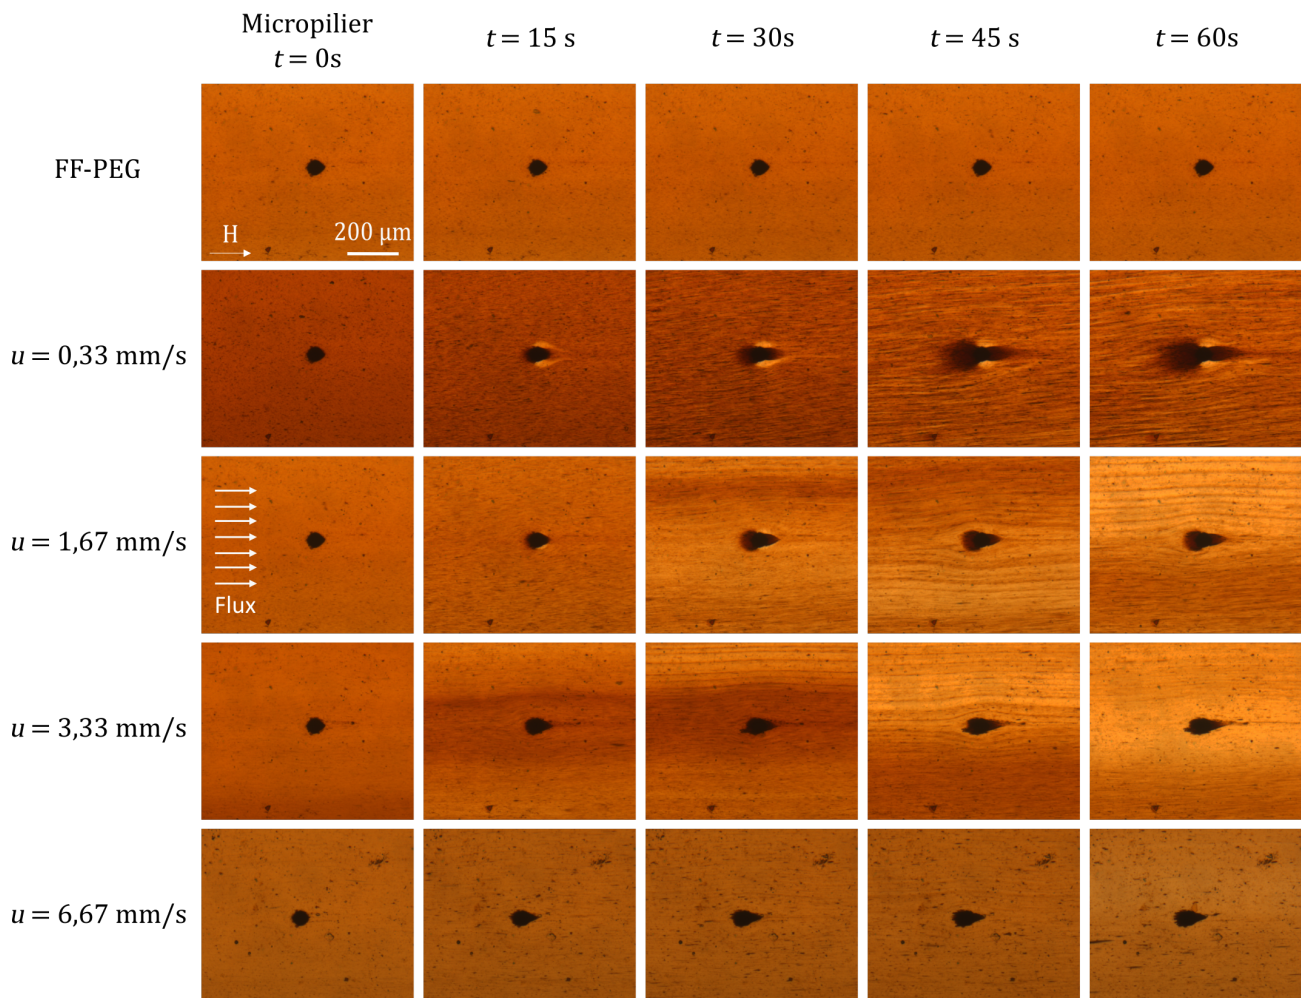 Micropilier
t = 0s
t = 15 s
t = 30s
t = 45 s
t = 60s
FF-PEG
H
200 µm
u = 0,33 mm/s
u = 1,67 mm/s
Flux
u = 3,33 mm/s
u = 6,67 mm/s